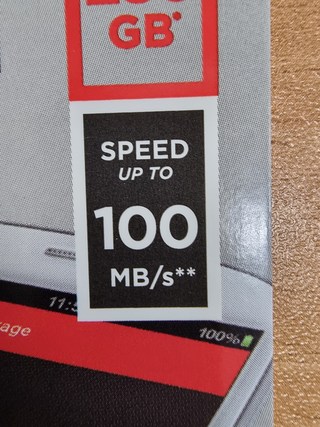 GB*
SPEED
UP TO
100
MB/s**
100%